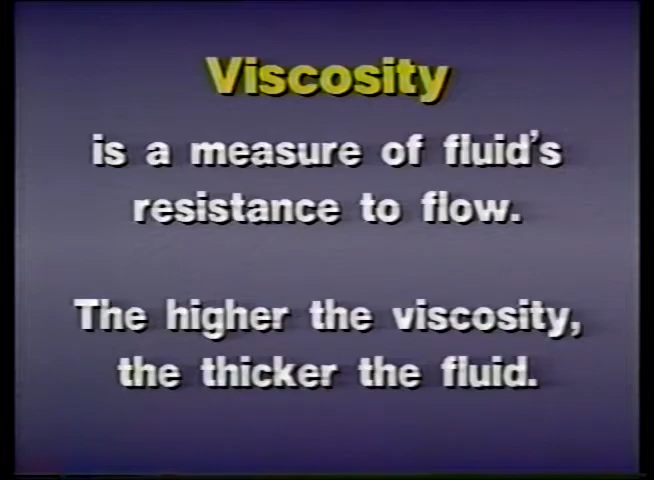 Viscosity
is a measure of fluid's
resistance to flow.
The higher the viscosity,
the thicker the fluid.